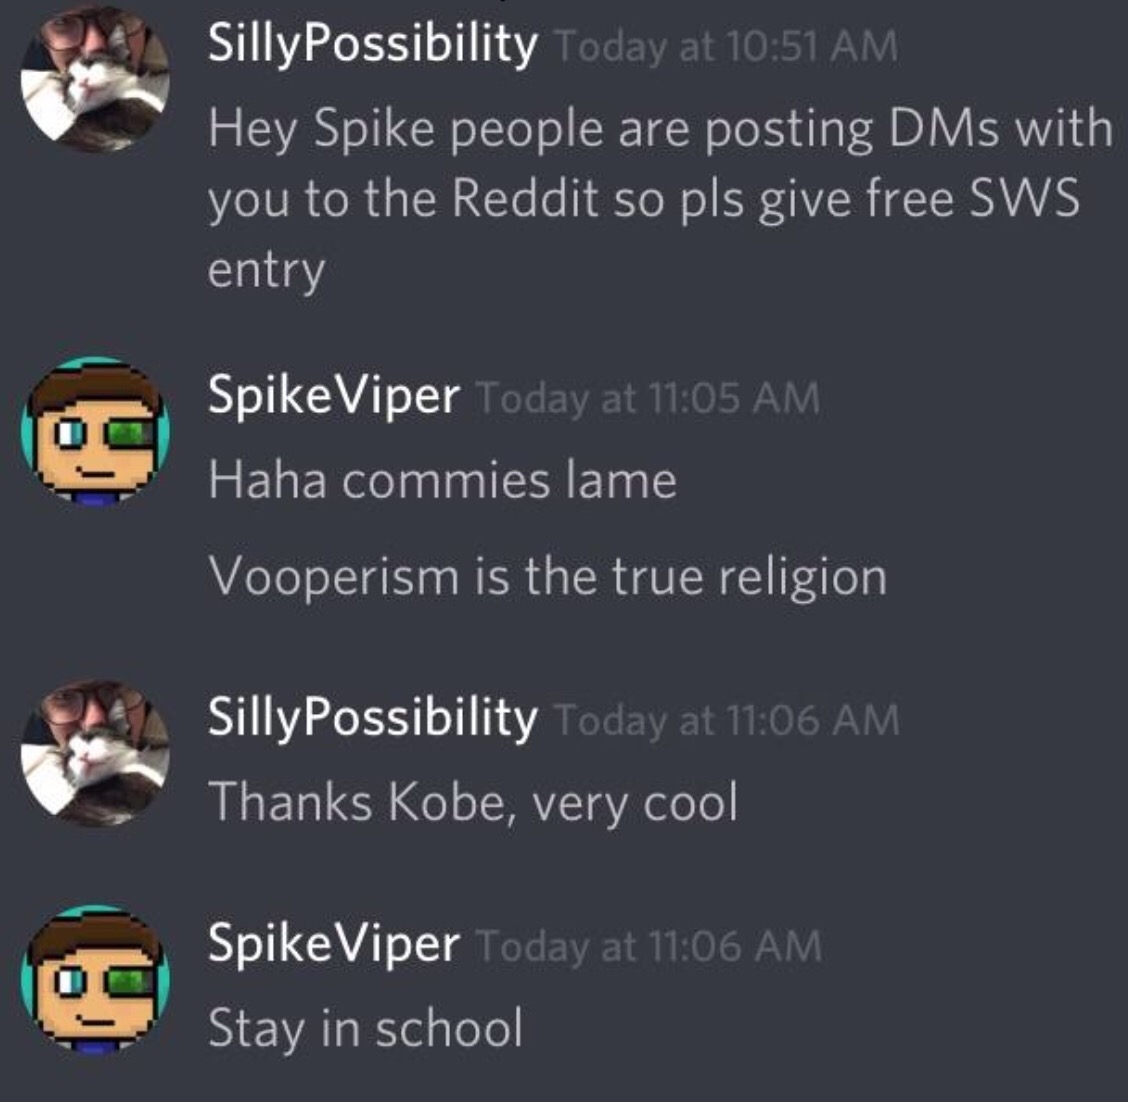 SillyPossibility Today at 10:51 AM
Hey Spike people are posting DMs with
you to the Reddit so pls give free SWS
entry
SpikeViper Today at 11:05 AM
Haha commies lame
Vooperism is the true religion
SillyPossibility Today at 11:06 AM
Thanks Kobe, very cool
SpikeViper Today at 11:06 AM
Stay in school